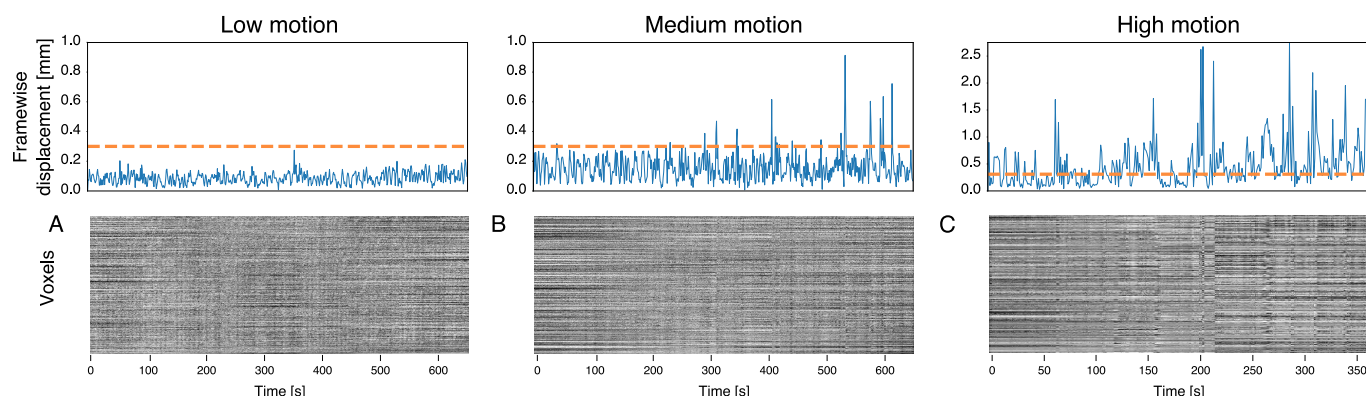 Low motion
Medium motion
High motion
Framewise
displacement [mm]
1.0
0.8
0.6
0.4
0.2
0.0
1.0
0.8
0.6
0.4
0.2
0.0
2.5
2.0
1.5
1.0
0.5
0.0
A
B
C
Voxels
0 100 200 300 400 500 600
Time [s]
0 100 200 300 400 500 600
Time [s]
0 50 100 150 200 250 300 350
Time [s]